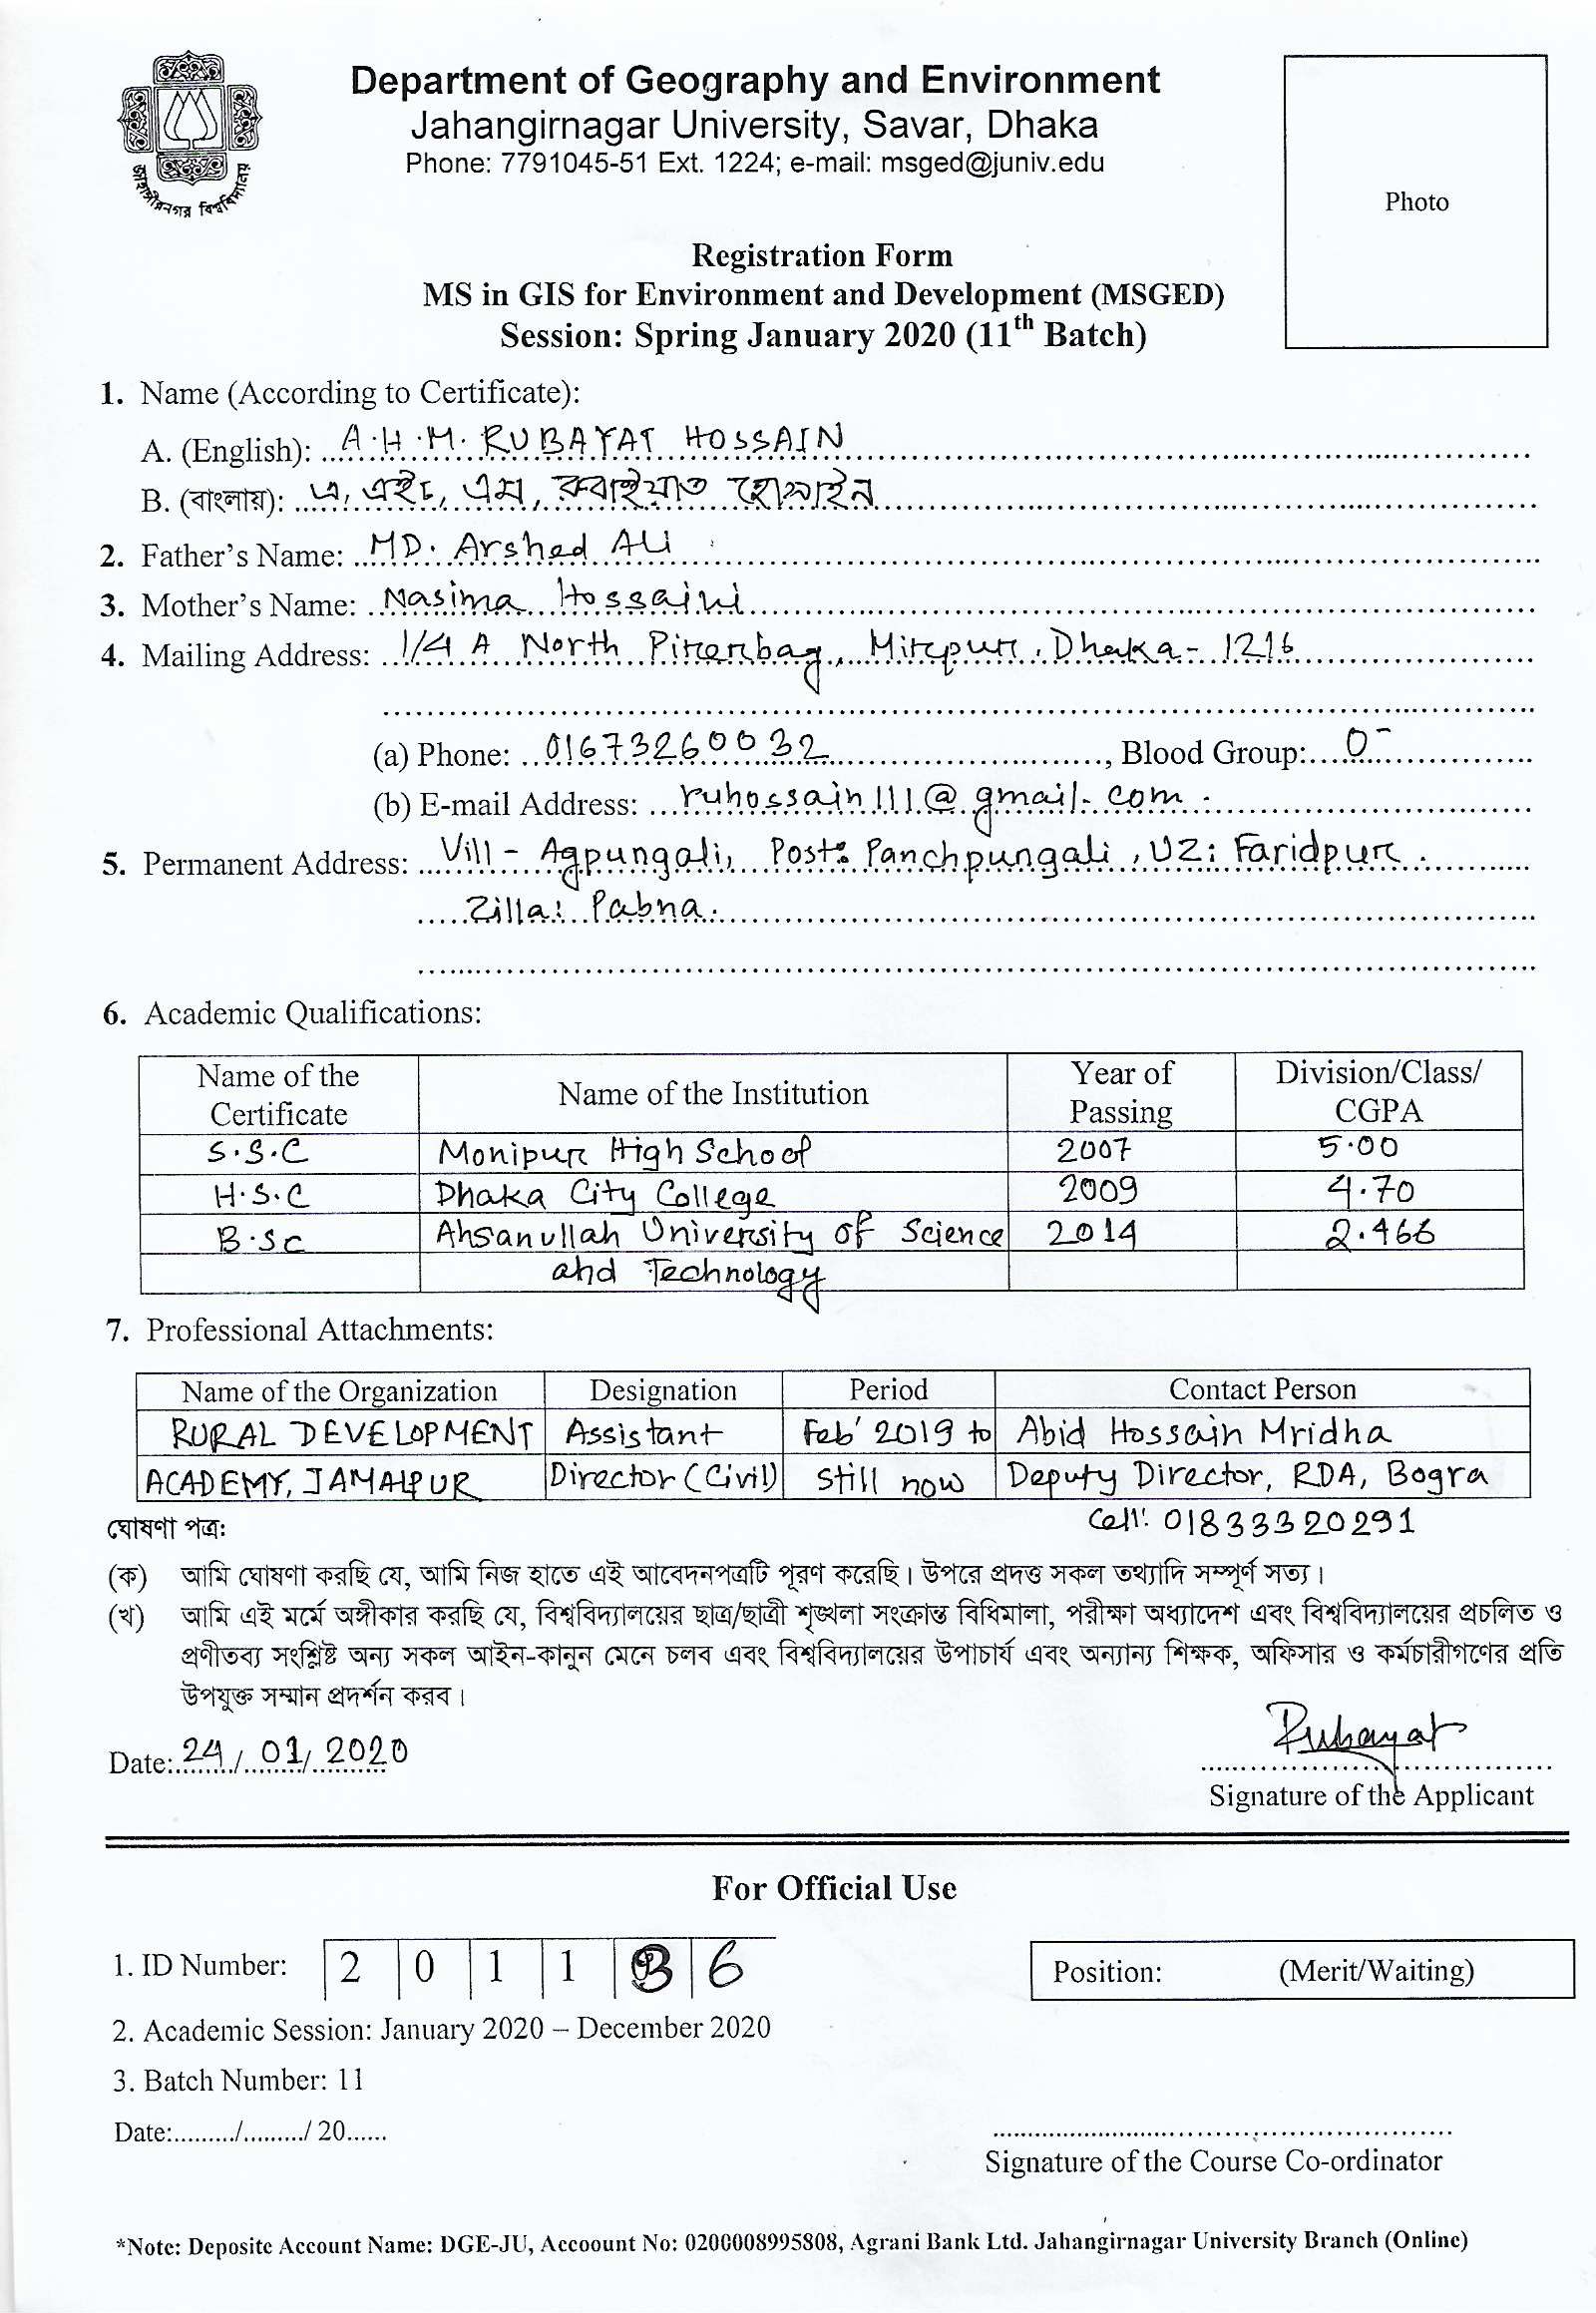 জাহাঙ্গীরনগর বিশ্ববিদ্যালয়
Department of Geography and Environment
Jahangirnagar University, Savar, Dhaka
Phone: 7791045-51 Ext. 1224; e-mail: msged@juniv.edu
Photo
Registration Form
MS in GIS for Environment and Development (MSGED)
Session: Spring January 2020 (11th Batch)
1. Name (According to Certificate):
A. (English): A.H.M. RUBAYAT HOSSAIN
B. (বাংলায়): এ, এইচ, এম, রুবাইয়াত হোসাইন
2. Father's Name: MD. Arshed Ali
3. Mother's Name: Nasima Hossaini
4. Mailing Address: 1/4 A North Pirerbag, Mirpur, Dhaka- 1216
(a) Phone: 01673260032, Blood Group: O-
(b) E-mail Address: ruhossain111@gmail.com
5. Permanent Address: Vill - Agpungali, Post: Panchpungali, UZ: Faridpur.
Zilla: Pabna.
6. Academic Qualifications:
Name of the Certificate Name of the Institution Year of Passing Division/Class/ CGPA
S.S.C Monipur High School 2007 5.00
H.S.C Dhaka City College 2009 4.70
B.Sc Ahsanullah University of Science 2014 2.466
and Technology
7. Professional Attachments:
Name of the Organization Designation Period Contact Person
RURAL DEVELOPMENT Assistant Feb' 2019 to Abid Hossain Mridha
ACADEMY, JAMALPUR Director (Civil) still now Deputy Director, RDA, Bogra
Cell: 01833320291
ঘোষণা পত্র:
(ক) আমি ঘোষণা করছি যে, আমি নিজ হাতে এই আবেদনপত্রটি পূরণ করেছি। উপরে প্রদত্ত সকল তথ্যাদি সম্পূর্ণ সত্য।
(খ) আমি এই মর্মে অঙ্গীকার করছি যে, বিশ্ববিদ্যালয়ের ছাত্র/ছাত্রী শৃঙ্খলা সংক্রান্ত বিধিমালা, পরীক্ষা অধ্যাদেশ এবং বিশ্ববিদ্যালয়ের প্রচলিত ও
প্রণীতব্য সংশ্লিষ্ট অন্য সকল আইন-কানুন মেনে চলব এবং বিশ্ববিদ্যালয়ের উপাচার্য এবং অন্যান্য শিক্ষক, অফিসার ও কর্মচারীগণের প্রতি
উপযুক্ত সম্মান প্রদর্শন করব।
Date: 24/ 01/ 2020
Rubayat
Signature of the Applicant
For Official Use
1. ID Number: 2 0 1 1 3 6
Position: (Merit/Waiting)
2. Academic Session: January 2020 – December 2020
3. Batch Number: 11
Date:........./........./ 20......
Signature of the Course Co-ordinator
*Note: Deposite Account Name: DGE-JU, Accoount No: 0200008995808, Agrani Bank Ltd. Jahangirnagar University Branch (Online)